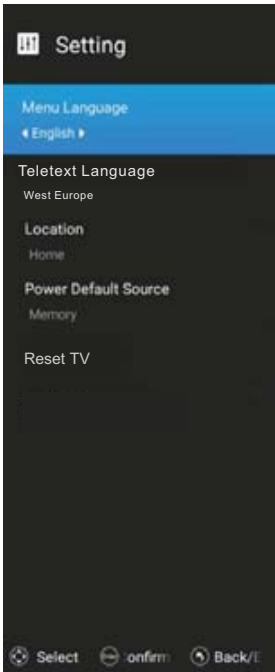 Setting
Menu Language
English
Teletext Language
West Europe
Location
Home
Power Default Source
Memory
Reset TV
Select onfirm Back/E